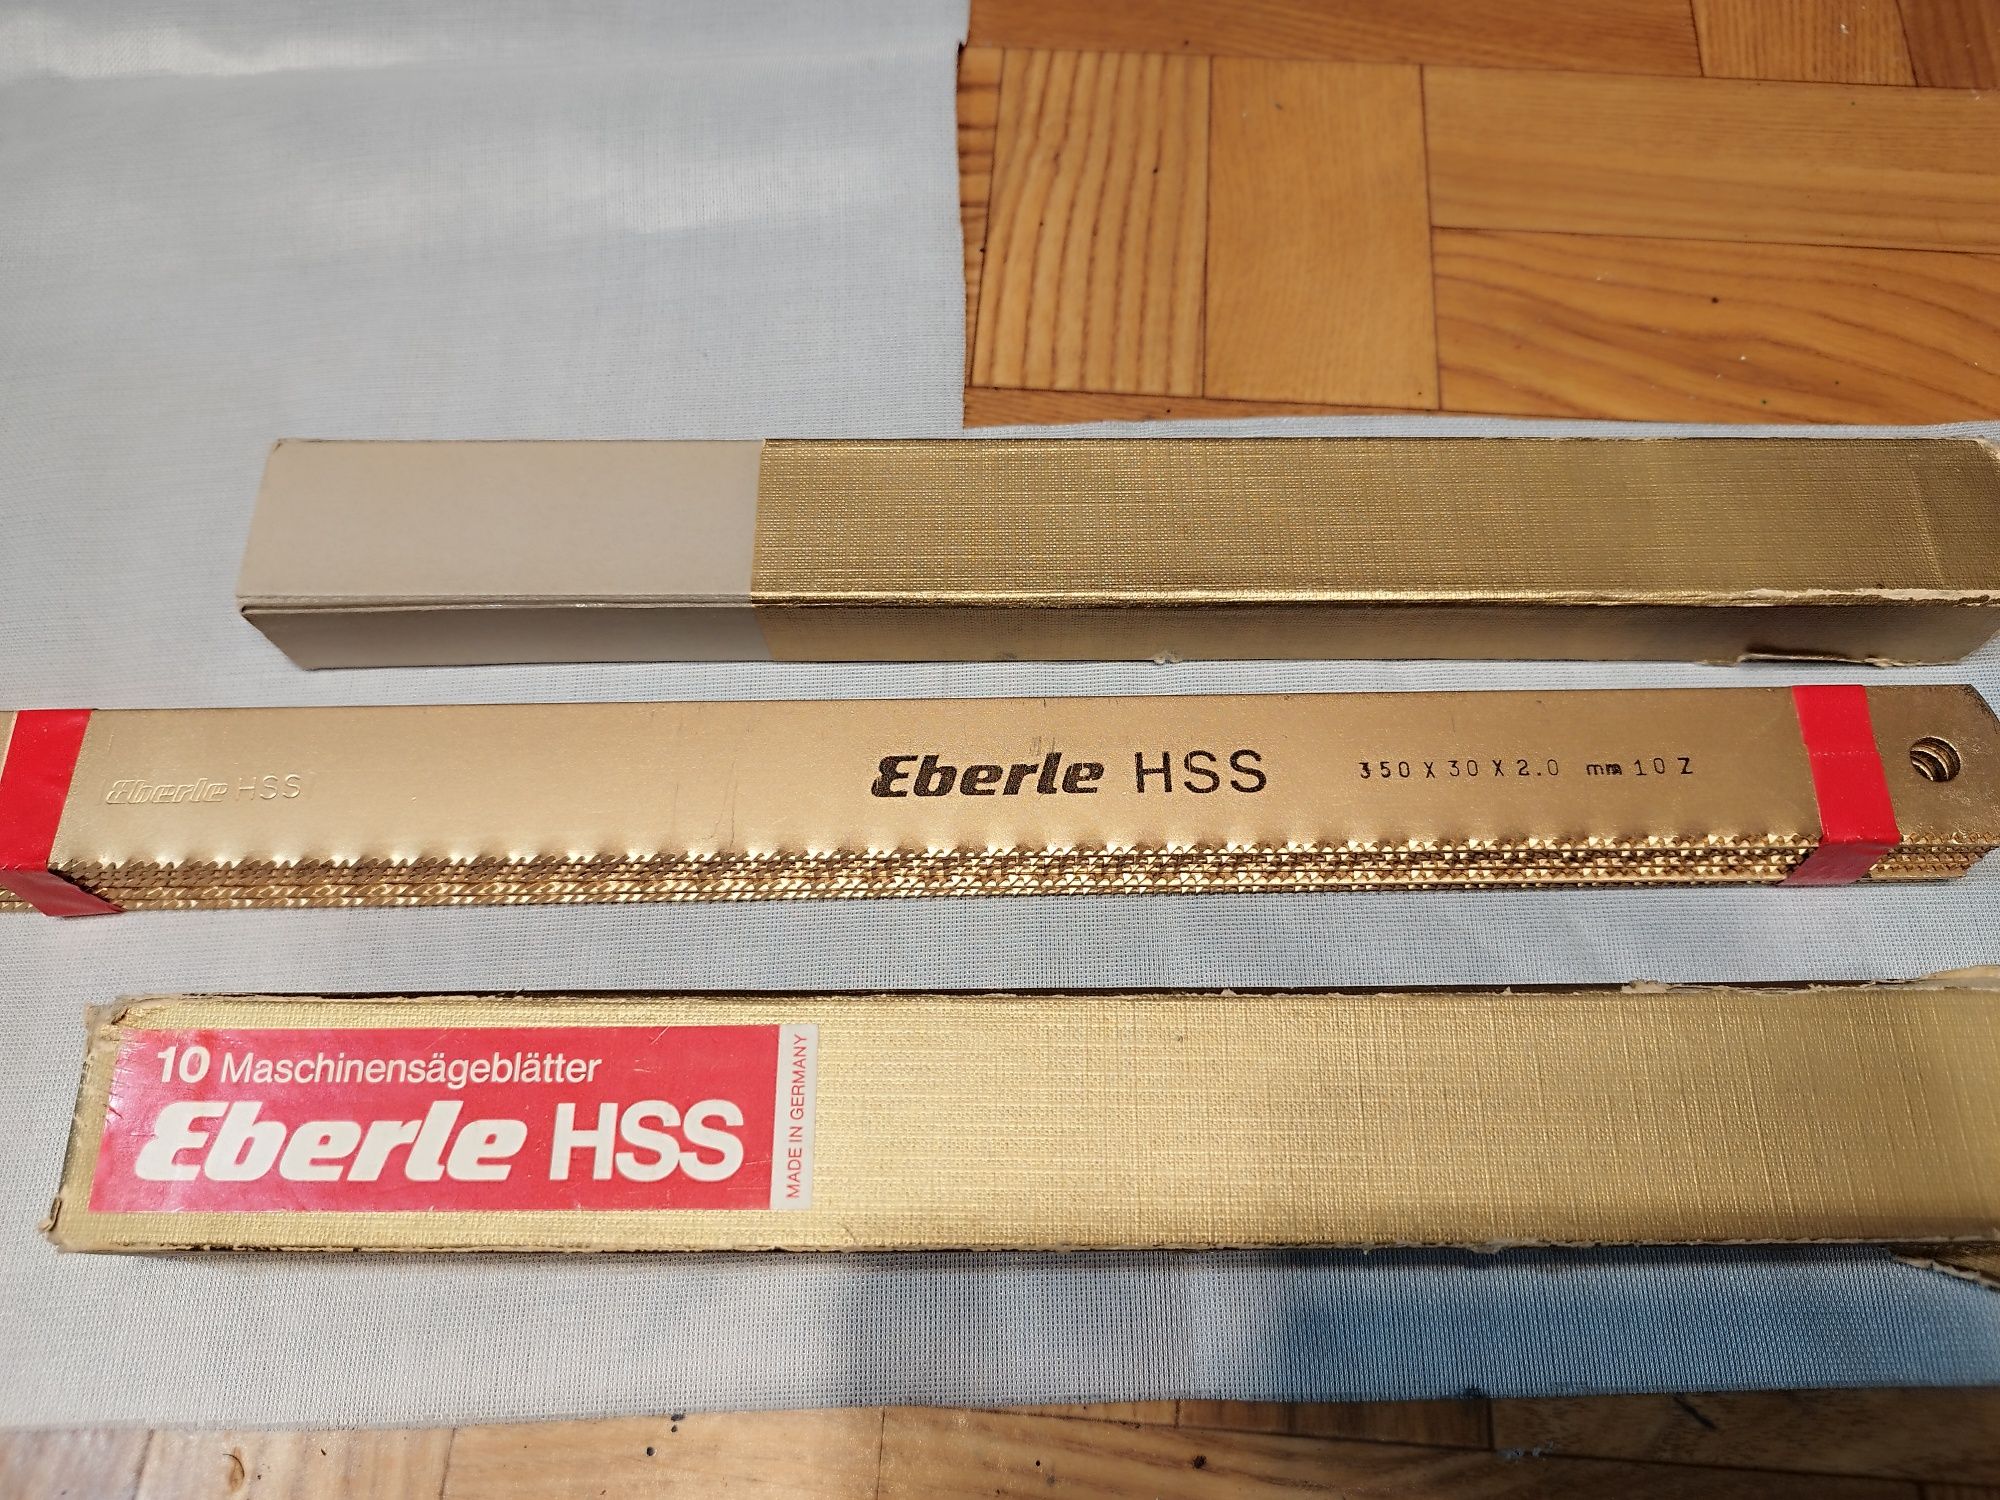 Eberle HSS
Eberle HSS 350 X 30 X 2.0 mm 10 Z
10 Maschinensägeblätter
Eberle HSS
MADE IN GERMANY